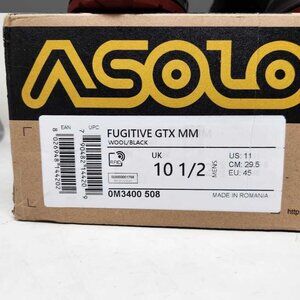 ASOLO
EAN
UPC
FUGITIVE GTX MM
WOOL/BLACK
UK
10 1/2
MENS
US: 11
CM: 29.5
EU: 45
0M3400 508
MADE IN ROMANIA